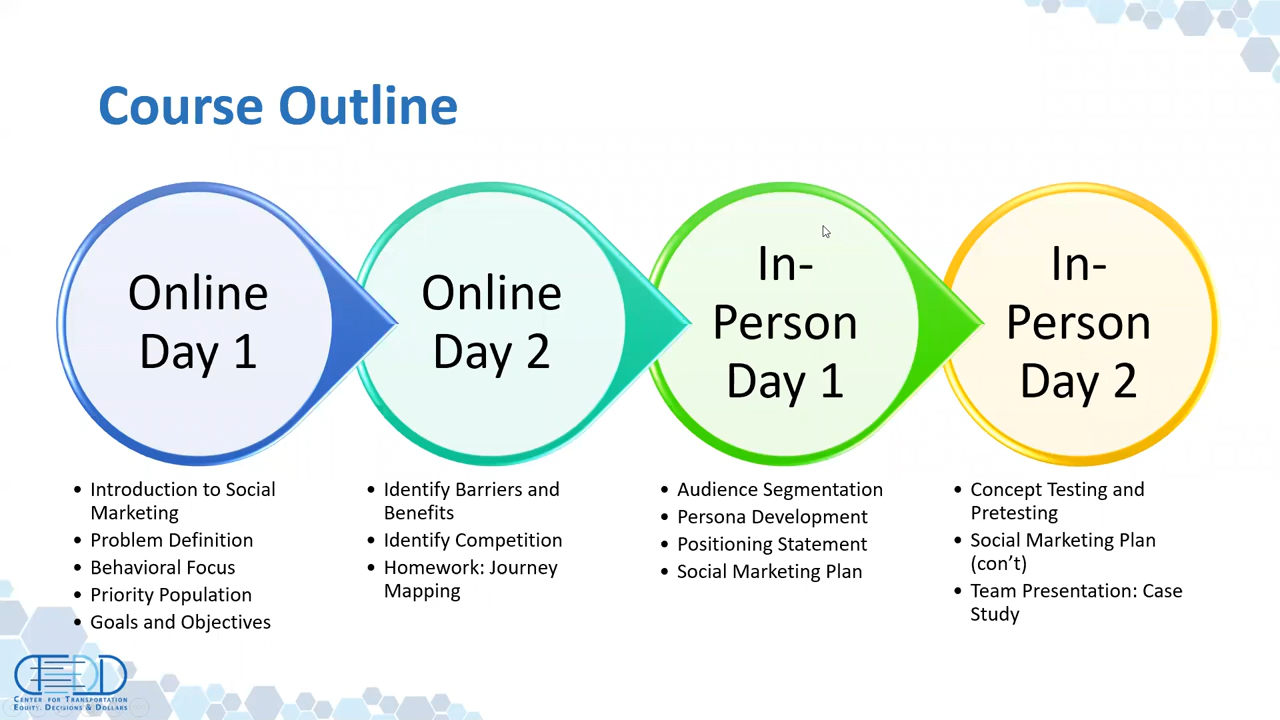 Course Outline
Online
Day 1
Online
Day 2
In-
Person
Day 1
In-
Person
Day 2
• Introduction to Social
Marketing
• Problem Definition
• Behavioral Focus
• Priority Population
• Goals and Objectives
• Identify Barriers and
Benefits
• Identify Competition
• Homework: Journey
Mapping
• Audience Segmentation
• Persona Development
• Positioning Statement
• Social Marketing Plan
• Concept Testing and
Pretesting
• Social Marketing Plan
(con’t)
• Team Presentation: Case
Study
CEDD
Center for Transportation
Equity, Decisions & Dollars